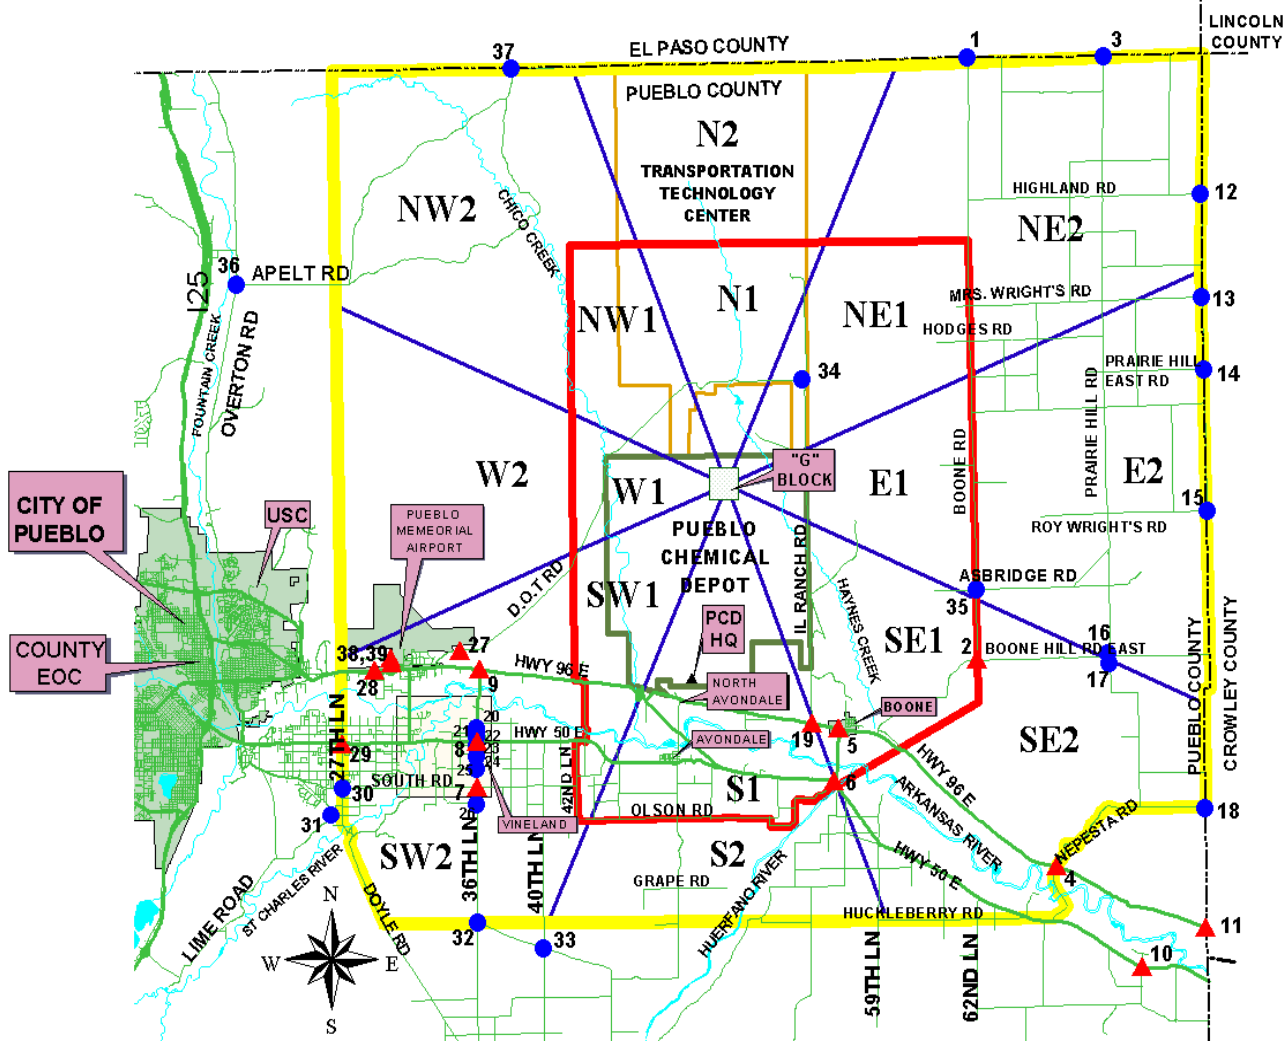 LINCOLN
COUNTY
1
3
37
EL PASO COUNTY
PUEBLO COUNTY
N2
TRANSPORTATION
TECHNOLOGY
CENTER
HIGHLAND RD
12
NW2
CHICO CREEK
NE2
36
APELT RD
I25
N1
NW1
NE1
MRS. WRIGHT'S RD
13
HODGES RD
FOUNTAIN CREEK
OVERTON RD
34
PRAIRIE HILL
EAST RD
14
PRAIRIE HILL RD
BOONE RD
"G"
BLOCK
W2
W1
E1
E2
15
CITY OF
PUEBLO
USC
PUEBLO
MEMEORIAL
AIRPORT
PUEBLO
CHEMICAL
DEPOT
ROY WRIGHT'S RD
IL RANCH RD
D.O.T RD
SW1
ASBRIDGE RD
35
HAYNES CREEK
PCD
HQ
SE1
2
BOONE HILL RD EAST
16
17
COUNTY
EOC
38,39
28
27
9
HWY 96 E
NORTH
AVONDALE
BOONE
PUEBLO COUNTY
CROWLEY COUNTY
27TH LN
29
20
21
22
8
23
24
25
HWY 50 E
42ND LN
AVONDALE
19
5
SE2
SOUTH RD
7
26
30
31
VINELAND
S1
6
OLSON RD
HWY 96 E
ARKANSAS RIVER
NEPESTA RD
18
4
SW2
36TH LN
40TH LN
S2
GRAPE RD
HUERFANO RIVER
HWY 50 E
HUCKLEBERRY RD
LIME ROAD
ST CHARLES RIVER
DOYLE RD
32
33
59TH LN
62ND LN
11
10
N
W
E
S